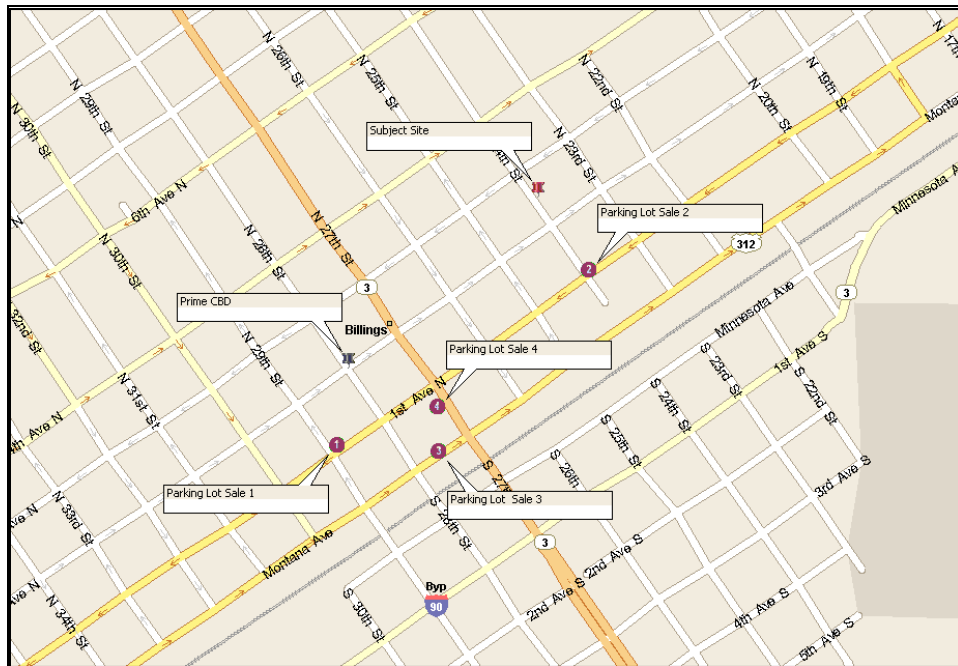 N 26th St
N 25th St
N 22nd St
N 19th St
N 17th
N 29th St
N 20th St
Monta
N 30th St
Subject Site
4th St
N 23rd St
Minnesota A
6th Ave N
N 27th St
Parking Lot Sale 2
N 28th St
312
N 30th St
2
3
3
Prime CBD
Minnesota Ave
32nd St
Billings
N 29th St
Parking Lot Sale 4
1st Ave S
S 23rd St
S 22nd St
N 31st St
1st Ave N
4
S 24th St
4th Ave N
1
3
S 25th St
Parking Lot Sale 1
S 27th
S 26th St
3rd Ave S
Parking Lot Sale 3
N 33rd St
S 28th St
Montana Ave
3
2nd Ave S
Ave N
Byp
90
N 34th St
S 30th St
2nd Ave S
4th Ave S
5th Ave S